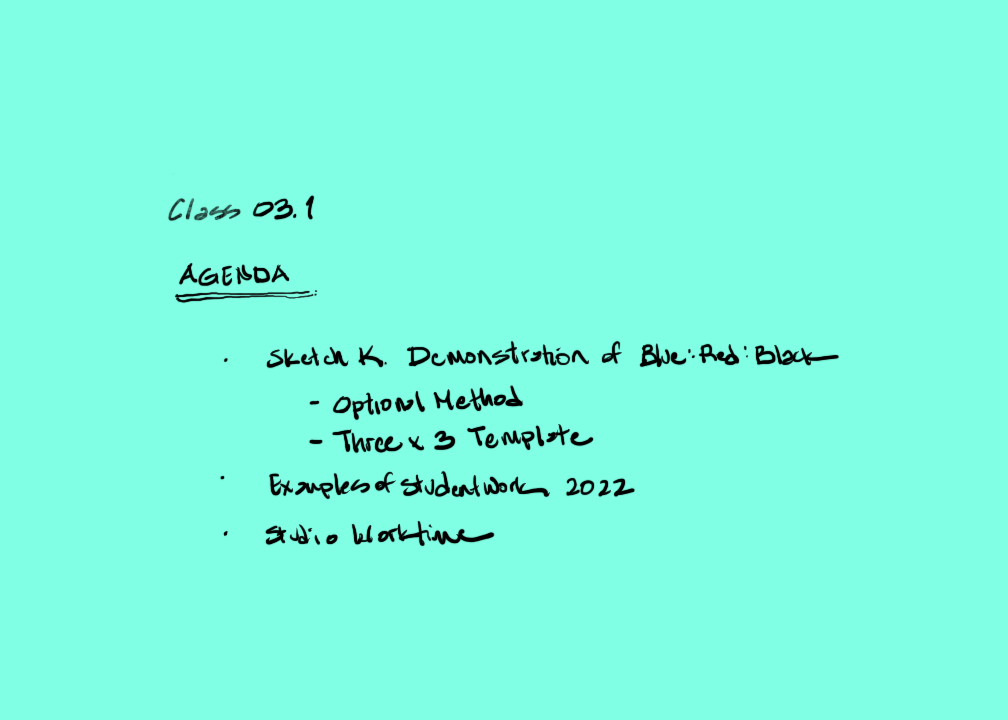 Class 03.1
AGENDA
· Sketch K. Demonstration of Blue:Red:Black
- Optional Method
- Three x 3 Template
· Examples of Student Work 2022
· Studio Worktime